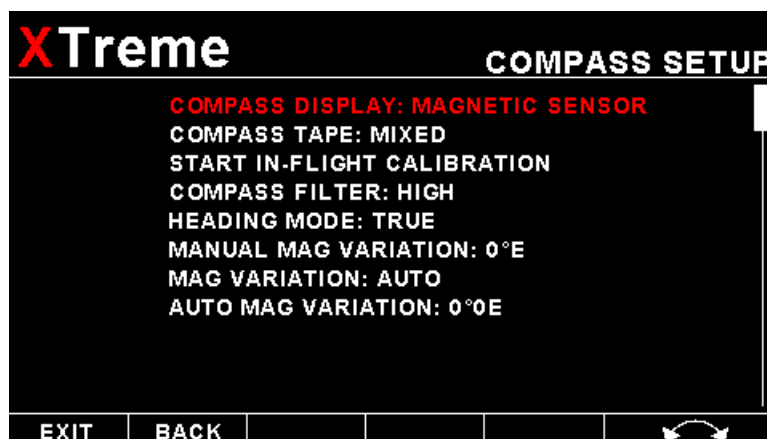 XTreme
COMPASS SETUP
COMPASS DISPLAY: MAGNETIC SENSOR
COMPASS TAPE: MIXED
START IN-FLIGHT CALIBRATION
COMPASS FILTER: HIGH
HEADING MODE: TRUE
MANUAL MAG VARIATION: 0°E
MAG VARIATION: AUTO
AUTO MAG VARIATION: 0°0E
EXIT BACK